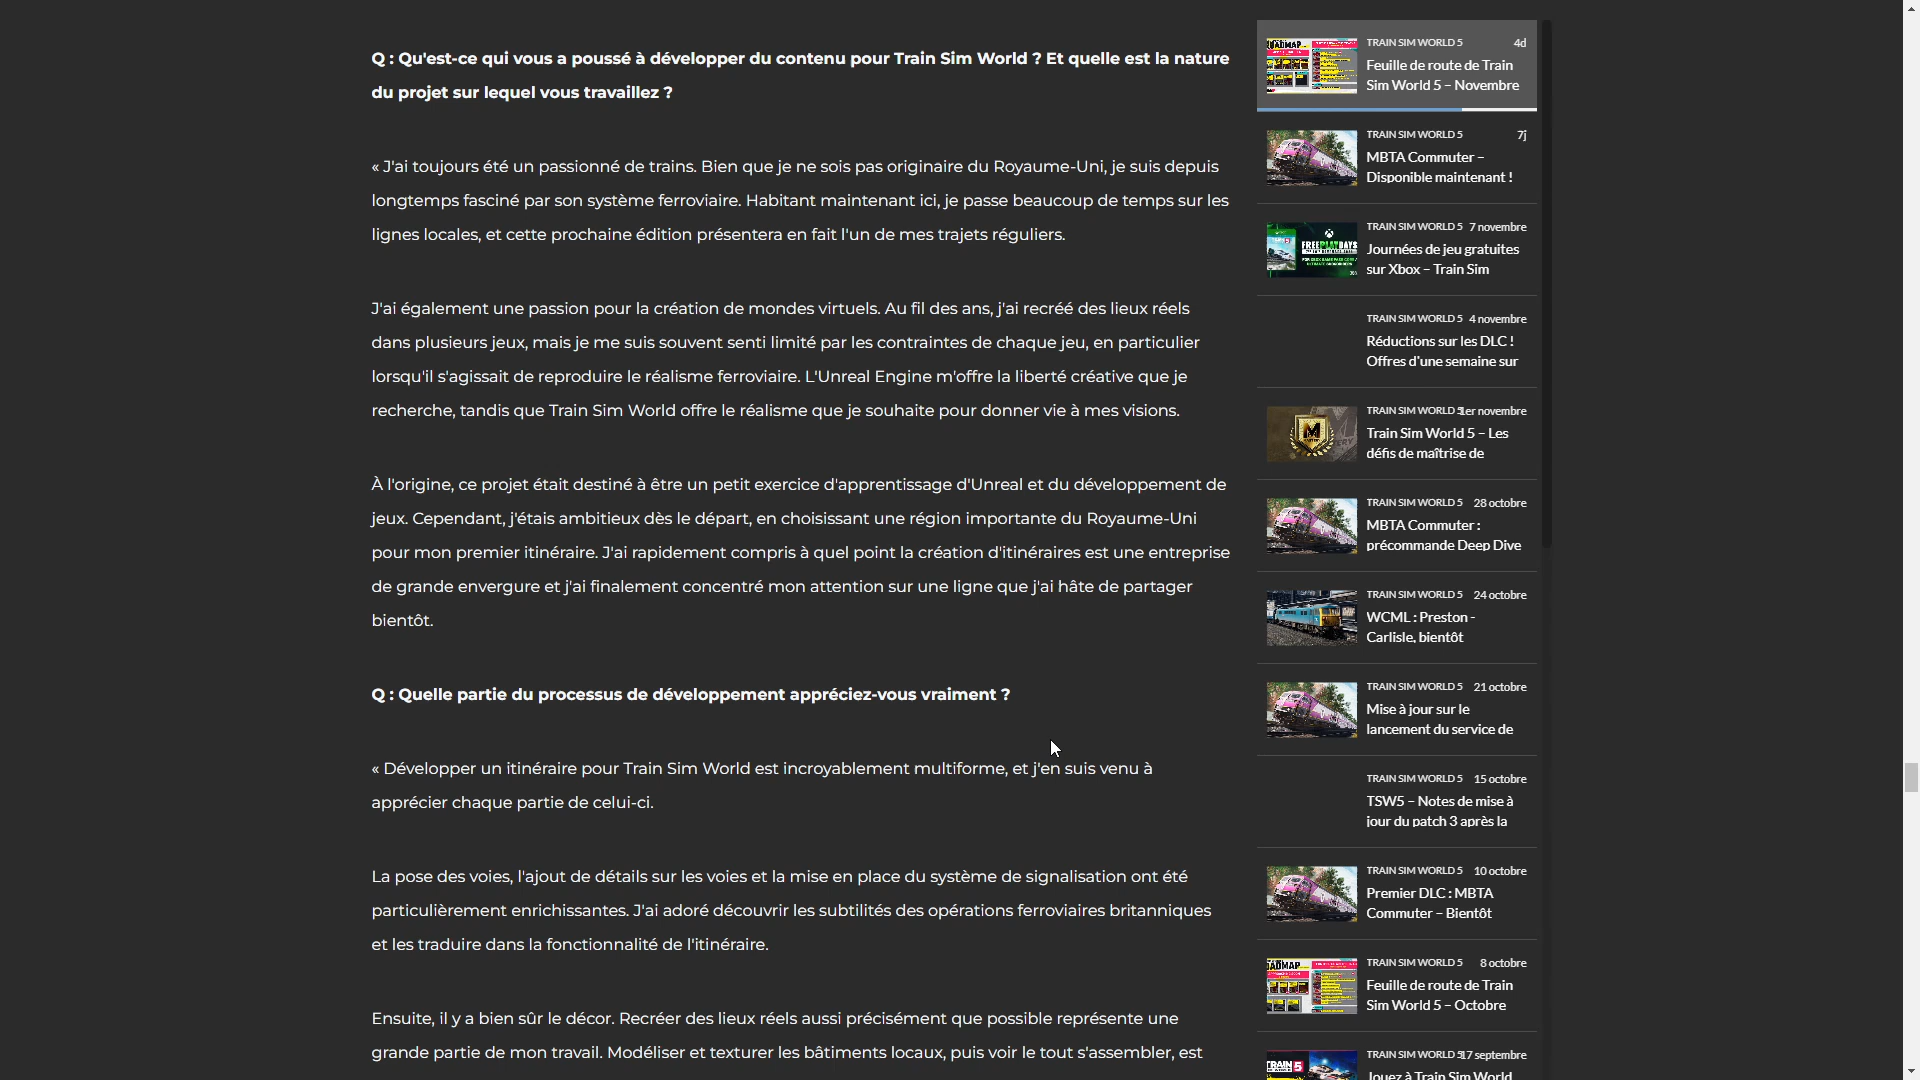 Q : Qu'est-ce qui vous a poussé à développer du contenu pour Train Sim World ? Et quelle est la nature
du projet sur lequel vous travaillez ?
« J'ai toujours été un passionné de trains. Bien que je ne sois pas originaire du Royaume-Uni, je suis depuis
longtemps fasciné par son système ferroviaire. Habitant maintenant ici, je passe beaucoup de temps sur les
lignes locales, et cette prochaine édition présentera en fait l'un de mes trajets réguliers.
J'ai également une passion pour la création de mondes virtuels. Au fil des ans, j'ai recréé des lieux réels
dans plusieurs jeux, mais je me suis souvent senti limité par les contraintes de chaque jeu, en particulier
lorsqu'il s'agissait de reproduire le réalisme ferroviaire. L'Unreal Engine m'offre la liberté créative que je
recherche, tandis que Train Sim World offre le réalisme que je souhaite pour donner vie à mes visions.
À l'origine, ce projet était destiné à être un petit exercice d'apprentissage d'Unreal et du développement de
jeux. Cependant, j'étais ambitieux dès le départ, en choisissant une région importante du Royaume-Uni
pour mon premier itinéraire. J'ai rapidement compris à quel point la création d'itinéraires est une entreprise
de grande envergure et j'ai finalement concentré mon attention sur une ligne que j'ai hâte de partager
bientôt.
Q : Quelle partie du processus de développement appréciez-vous vraiment ?
« Développer un itinéraire pour Train Sim World est incroyablement multiforme, et j'en suis venu à
apprécier chaque partie de celui-ci.
La pose des voies, l'ajout de détails sur les voies et la mise en place du système de signalisation ont été
particulièrement enrichissantes. J'ai adoré découvrir les subtilités des opérations ferroviaires britanniques
et les traduire dans la fonctionnalité de l'itinéraire.
Ensuite, il y a bien sûr le décor. Recréer des lieux réels aussi précisément que possible représente une
grande partie de mon travail. Modéliser et texturer les bâtiments locaux, puis voir le tout s'assembler, est
TRAIN SIM WORLD 5 4d
Feuille de route de Train
Sim World 5 – Novembre
TRAIN SIM WORLD 5 7j
MBTA Commuter –
Disponible maintenant !
FREE PLAY DAYS
TRAIN SIM WORLD 5 7 novembre
Journées de jeu gratuites
sur Xbox – Train Sim
TRAIN SIM WORLD 5 4 novembre
Réductions sur les DLC !
Offres d'une semaine sur
M
TRAIN SIM WORLD 5 1er novembre
Train Sim World 5 – Les
défis de maîtrise de
TRAIN SIM WORLD 5 28 octobre
MBTA Commuter :
précommande Deep Dive
TRAIN SIM WORLD 5 24 octobre
WCML : Preston -
Carlisle, bientôt
TRAIN SIM WORLD 5 21 octobre
Mise à jour sur le
lancement du service de
TRAIN SIM WORLD 5 15 octobre
TSW5 – Notes de mise à
jour du patch 3 après la
TRAIN SIM WORLD 5 10 octobre
Premier DLC : MBTA
Commuter – Bientôt
TRAIN SIM WORLD 5 8 octobre
Feuille de route de Train
Sim World 5 – Octobre
TRAIN SIM WORLD 5 17 septembre
Jouez à Train Sim World